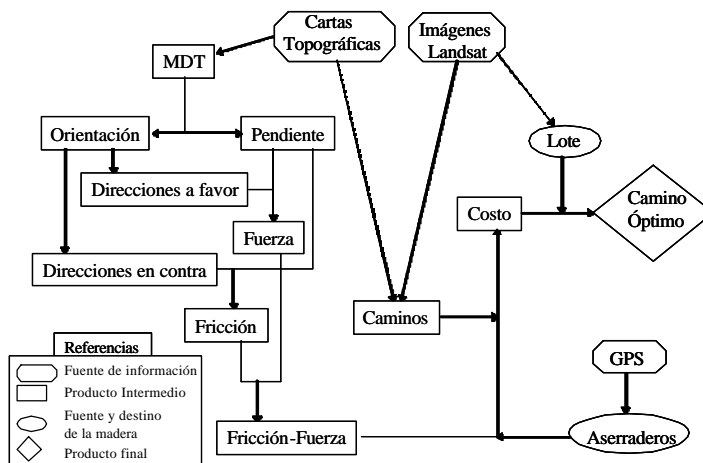 Cartas
Topográficas
Imágenes
Landsat
MDT
Orientación
Pendiente
Lote
Direcciones a favor
Costo
Camino
Óptimo
Fuerza
Direcciones en contra
Fricción
Caminos
Referencias
Fuente de información
Producto Intermedio
Fuente y destino
de la madera
Producto final
GPS
Fricción-Fuerza
Aserraderos